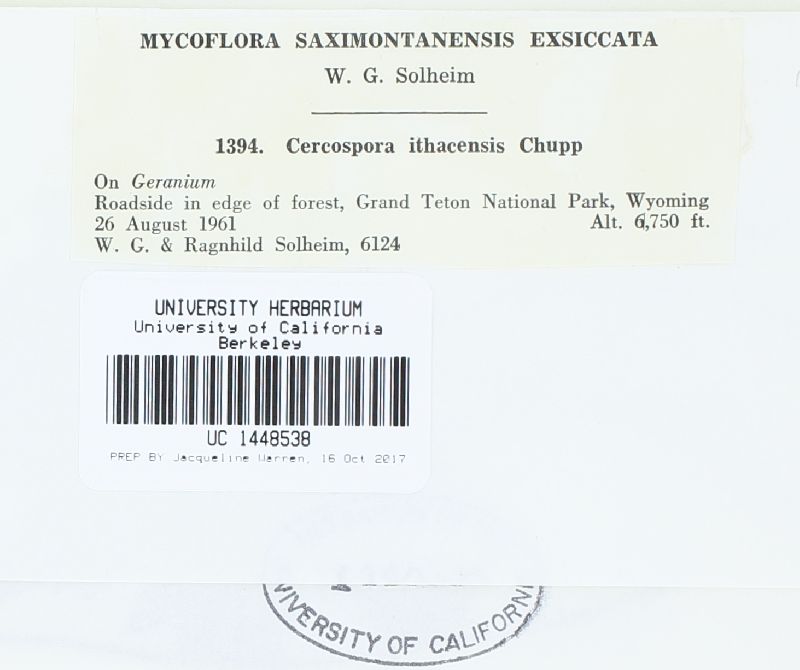 MYCOFLORA SAXIMONTANENSIS EXSICCATA
W. G. Solheim
1394. Cercospora ithacensis Chupp
On Geranium
Roadside in edge of forest, Grand Teton National Park, Wyoming
26 August 1961 Alt. 6,750 ft.
W. G. & Ragnhild Solheim, 6124
UNIVERSITY HERBARIUM
University of California
Berkeley
UC 1448538
PREP BY Jacqueline Warren, 16 Oct 2017
VIVERSITY OF CALIFORNI